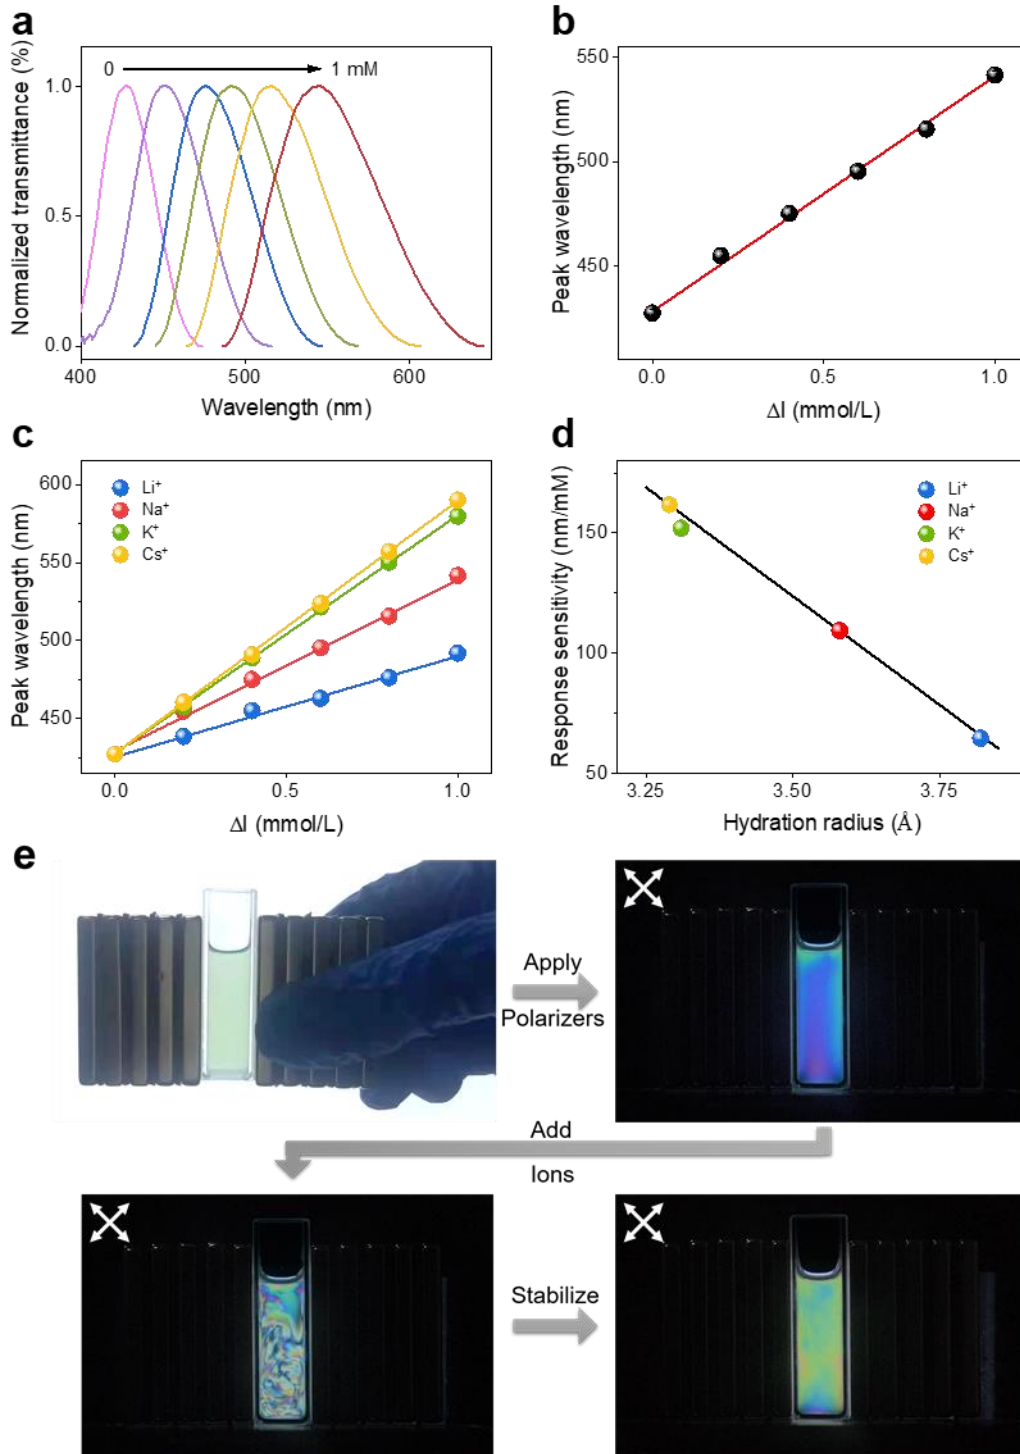 a
Normalized transmittance (%)
0
1 mM
1.0
0.5
0.0
400
500
600
Wavelength (nm)
b
Peak wavelength (nm)
550
500
450
0.0
0.5
1.0
ΔI (mmol/L)
c
Peak wavelength (nm)
600
550
500
450
Li⁺
Na⁺
K⁺
Cs⁺
0.0
0.5
1.0
ΔI (mmol/L)
d
Response sensitivity (nm/mM)
150
100
50
Li⁺
Na⁺
K⁺
Cs⁺
3.25
3.50
3.75
Hydration radius (Å)
e
Apply
Polarizers
Add
Ions
Stabilize